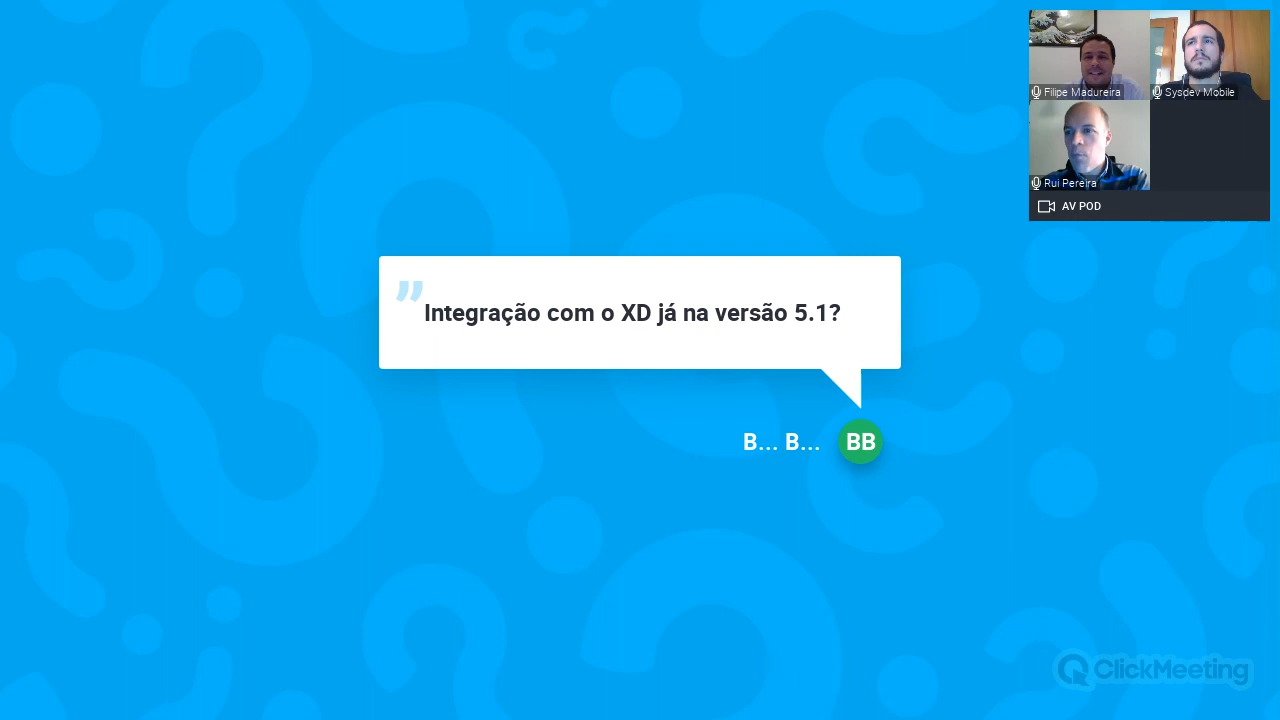 Filipe Madureira
Sysdev Mobile
Rui Pereira
AV POD
" Integração com o XD já na versão 5.1?
B... B...
BB
ClickMeeting